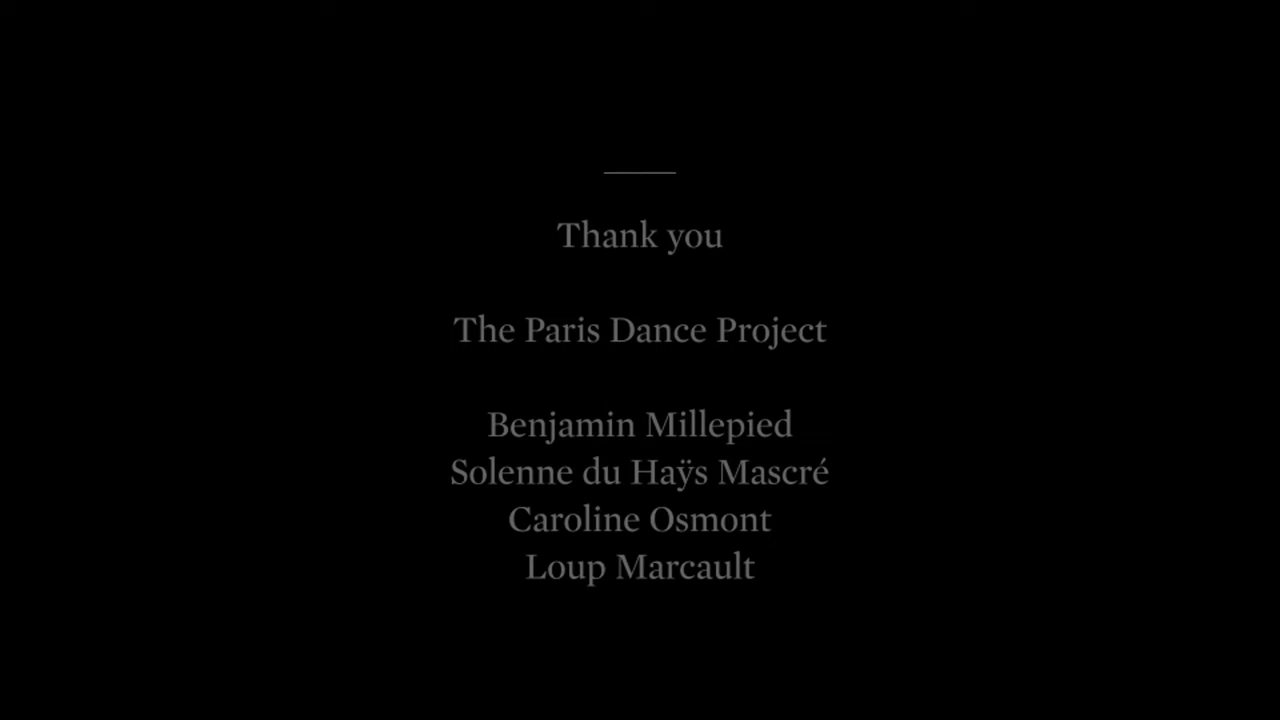 Thank you
The Paris Dance Project
Benjamin Millepied
Solenne du Haÿs Mascré
Caroline Osmont
Loup Marcault